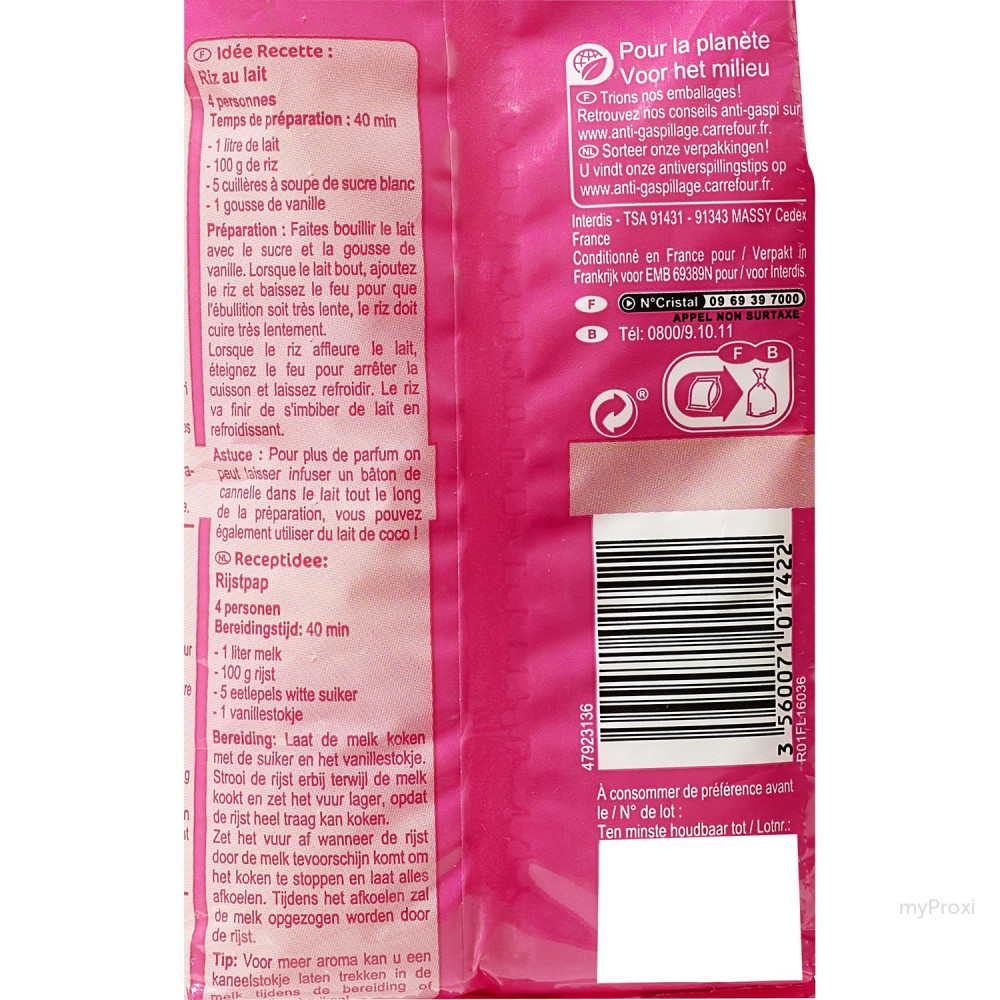 F Idée Recette :
Riz au lait
4 personnes
Temps de préparation : 40 min
- 1 litre de lait
- 100 g de riz
- 5 cuillères à soupe de sucre blanc
- 1 gousse de vanille
Préparation : Faites bouillir le lait
avec le sucre et la gousse de
vanille. Lorsque le lait bout, ajoutez
le riz et baissez le feu pour que
l'ébullition soit très lente, le riz doit
cuire très lentement.
Lorsque le riz affleure le lait,
éteignez le feu pour arrêter la
cuisson et laissez refroidir. Le riz
va finir de s'imbiber de lait en
refroidissant.
Astuce : Pour plus de parfum on
peut laisser infuser un bâton de
cannelle dans le lait tout le long
de la préparation, vous pouvez
également utiliser du lait de coco !
NL Receptidee:
Rijstpap
4 personen
Bereidingstijd: 40 min
- 1 liter melk
- 100 g rijst
- 5 eetlepels witte suiker
- 1 vanillestokje
Bereiding: Laat de melk koken
met de suiker en het vanillestokje.
Strooi de rijst erbij terwijl de melk
kookt en zet het vuur lager, opdat
de rijst heel traag kan koken.
Zet het vuur af wanneer de rijst
door de melk tevoorschijn komt om
het koken te stoppen en laat alles
afkoelen. Tijdens het afkoelen zal
de melk opgezogen worden door
de rijst.
Tip: Voor meer aroma kan u een
kaneelstokje laten trekken in de
melk tijdens de bereiding of
Pour la planète
Voor het milieu
F Trions nos emballages !
Retrouvez nos conseils anti-gaspi sur
www.anti-gaspillage.carrefour.fr.
NL Sorteer onze verpakkingen !
U vindt onze antiverspillingstips op
www.anti-gaspillage.carrefour.fr.
Interdis - TSA 91431 - 91343 MASSY Cedex
France
Conditionné en France pour / Verpakt in
Frankrijk voor EMB 69389N pour / voor Interdis.
F N°Cristal 09 69 39 7000
APPEL NON SURTAXÉ
B Tél: 0800/9.10.11
F B
®
47923136
3 560071 017422
R01FL16036
À consommer de préférence avant
le / N° de lot :
Ten minste houdbaar tot / Lotnr.:
myProxi